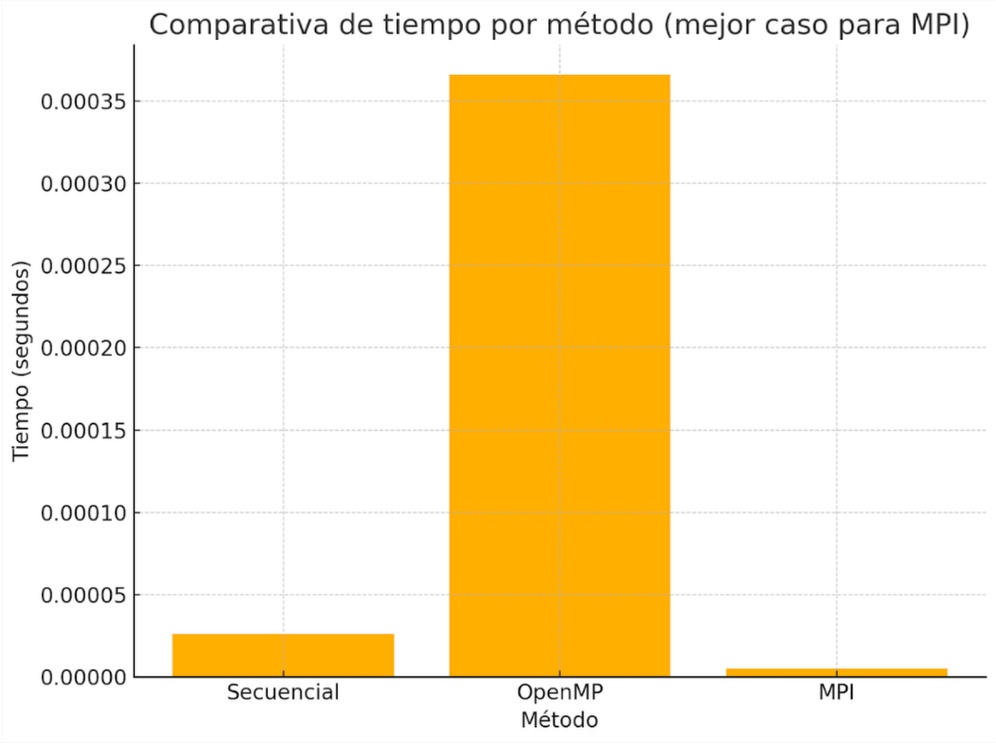 Comparativa de tiempo por método (mejor caso para MPI)
Tiempo (segundos)
0.00035
0.00030
0.00025
0.00020
0.00015
0.00010
0.00005
0.00000
Secuencial OpenMP MPI
Método